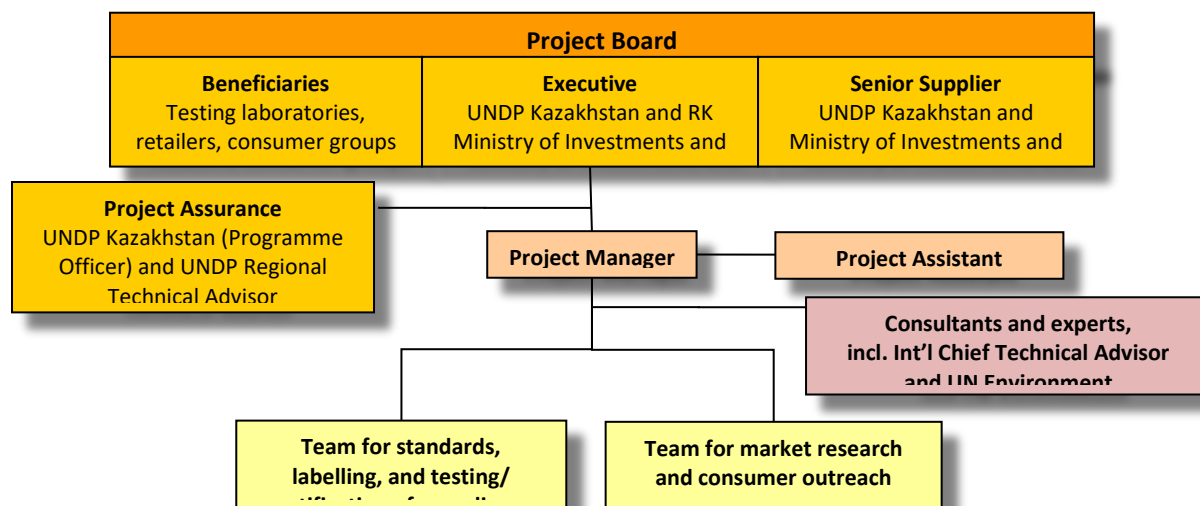 Project Board
Beneficiaries
Testing laboratories,
retailers, consumer groups
Executive
UNDP Kazakhstan and RK
Ministry of Investments and
Senior Supplier
UNDP Kazakhstan and
Ministry of Investments and
Project Assurance
UNDP Kazakhstan (Programme
Officer) and UNDP Regional
Technical Advisor
Project Manager
Project Assistant
Consultants and experts,
incl. Int’l Chief Technical Advisor
and UN Environment
Team for standards,
labelling, and testing/
Team for market research
and consumer outreach